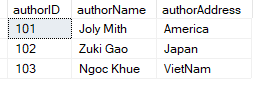 authorID authorName authorAddress
101 Joly Mith America
102 Zuki Gao Japan
103 Ngoc Khue VietNam